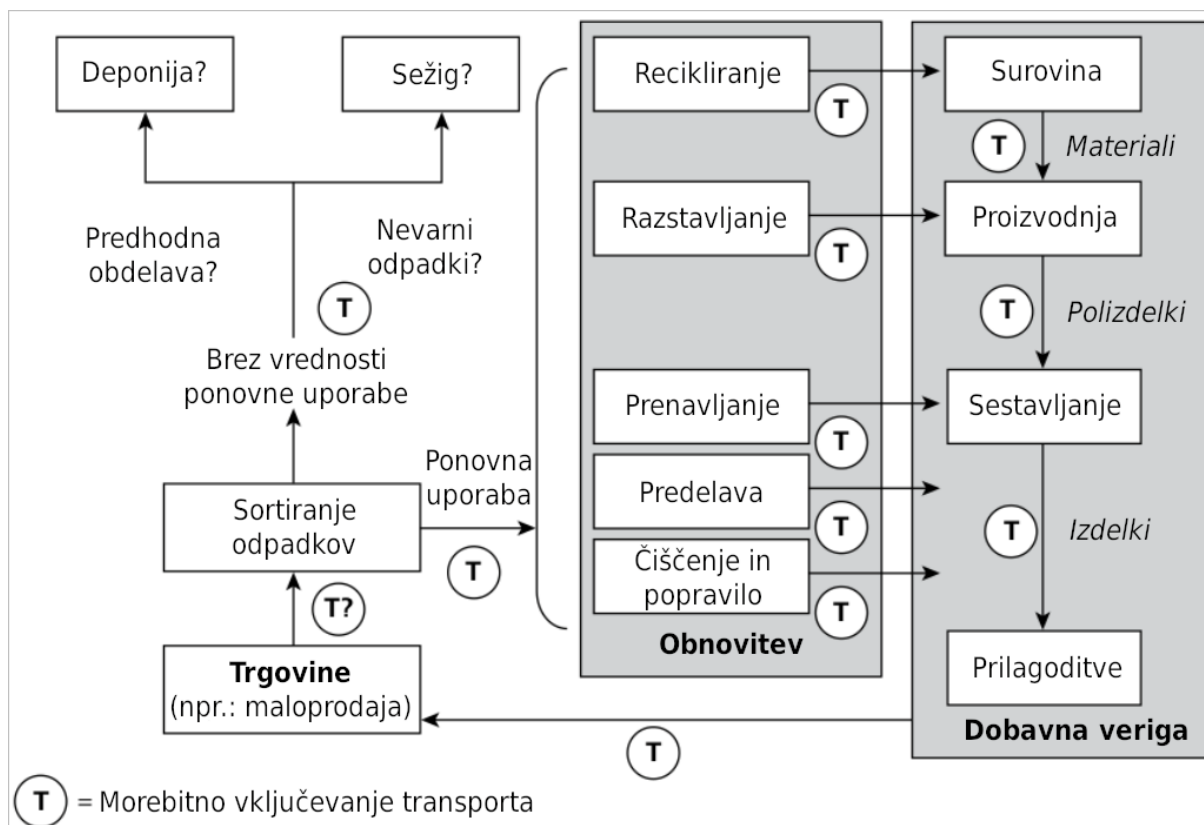 Deponija?
Sežig?
Predhodna
obdelava?
Nevarni
odpadki?
T
Brez vrednosti
ponovne uporabe
Sortiranje
odpadkov
Ponovna
uporaba
T
T?
Trgovine
(npr.: maloprodaja)
T
Recikliranje
T
Razstavljanje
T
Prenavljanje
T
Predelava
T
Čiščenje in
popravilo
T
Obnovitev
Surovina
T
Materiali
Proizvodnja
T
Polizdelki
Sestavljanje
T
Izdelki
Prilagoditve
Dobavna veriga
T = Morebitno vključevanje transporta